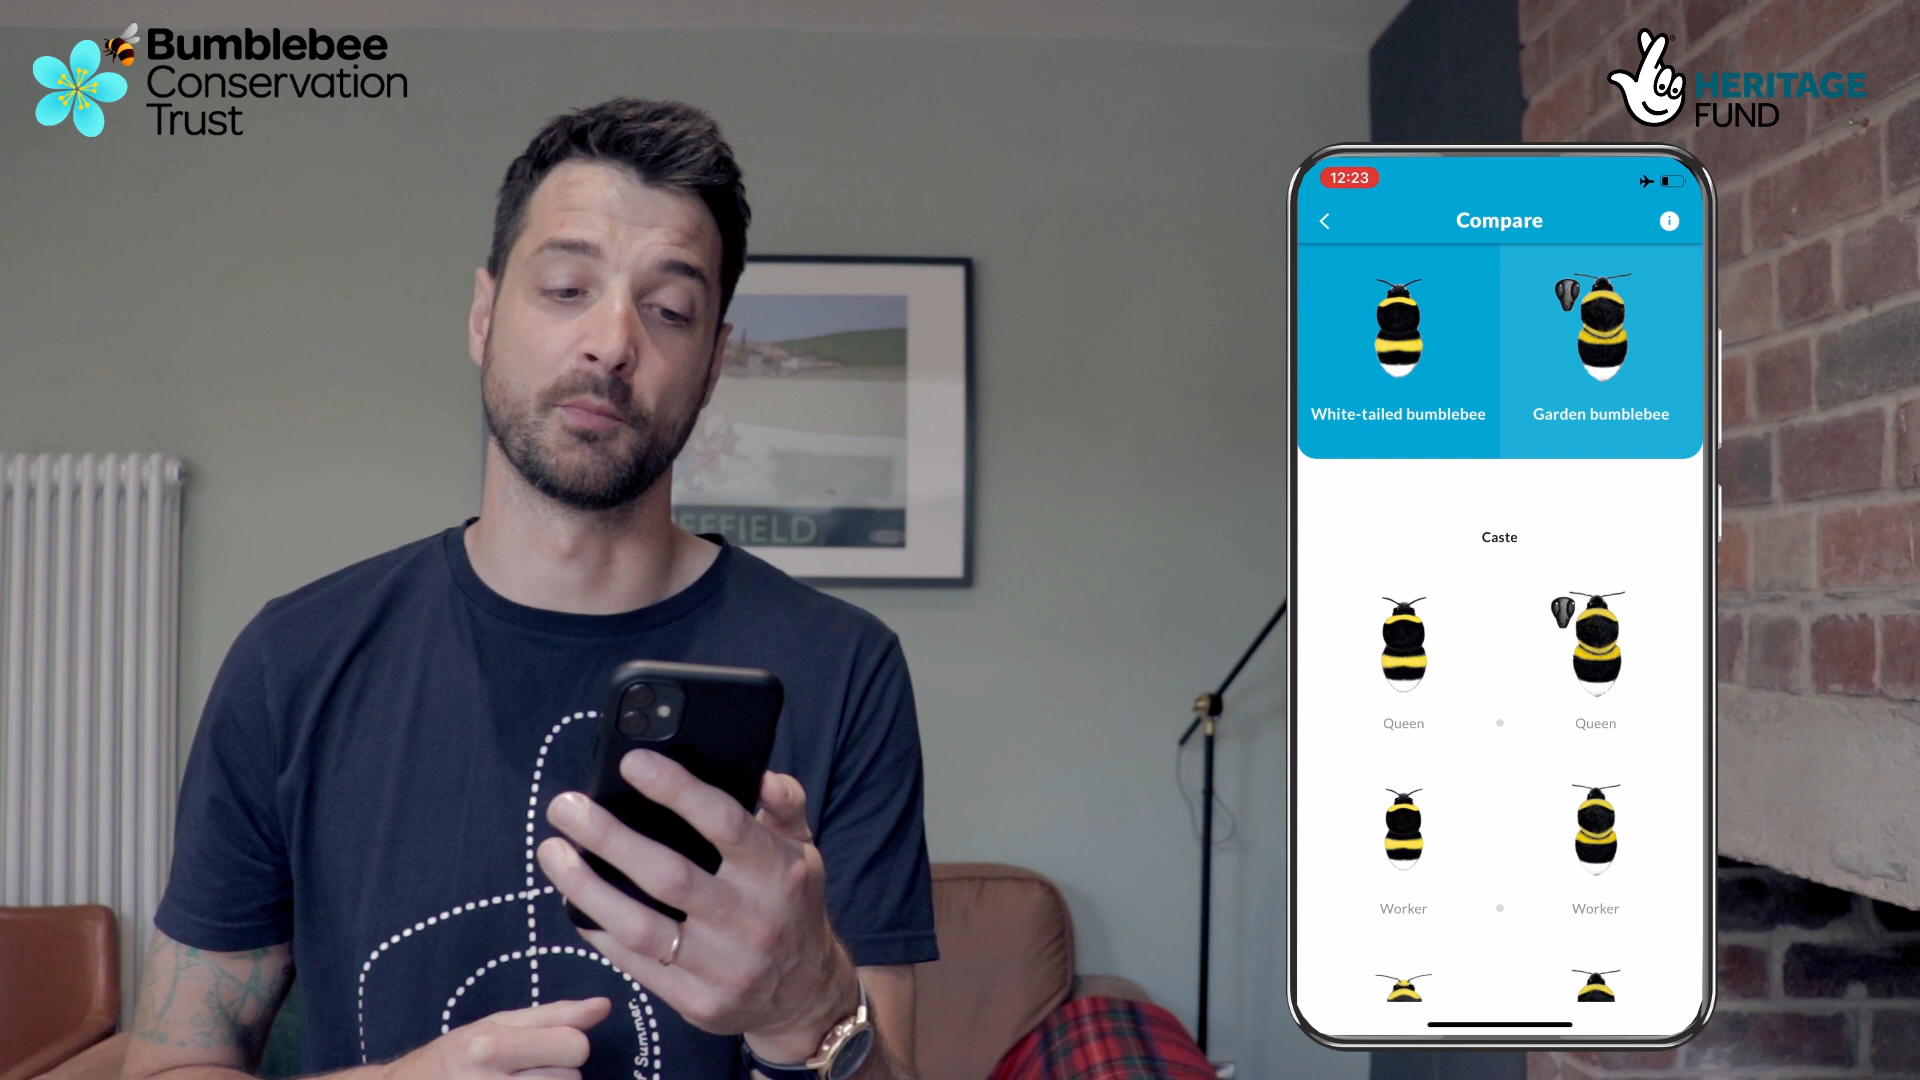 Bumblebee
Conservation
Trust
HERITAGE
FUND
12:23
Compare
White-tailed bumblebee
Garden bumblebee
Caste
Queen
Queen
Worker
Worker
EFFIELD
f Summer.